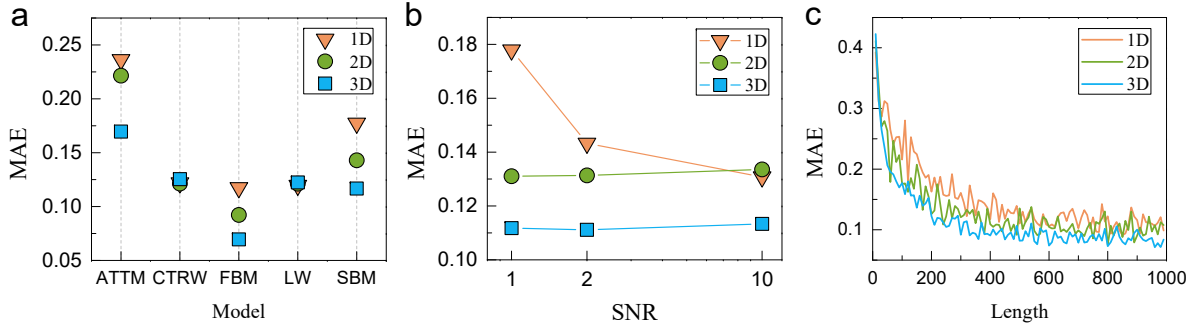 a
0.25
0.20
0.15
0.10
0.05
MAE
ATTM CTRW FBM LW SBM
Model
1D
2D
3D
b
0.18
0.16
0.14
0.12
0.10
MAE
1 2 10
SNR
1D
2D
3D
c
0.4
0.3
0.2
0.1
MAE
0 200 400 600 800 1000
Length
1D
2D
3D